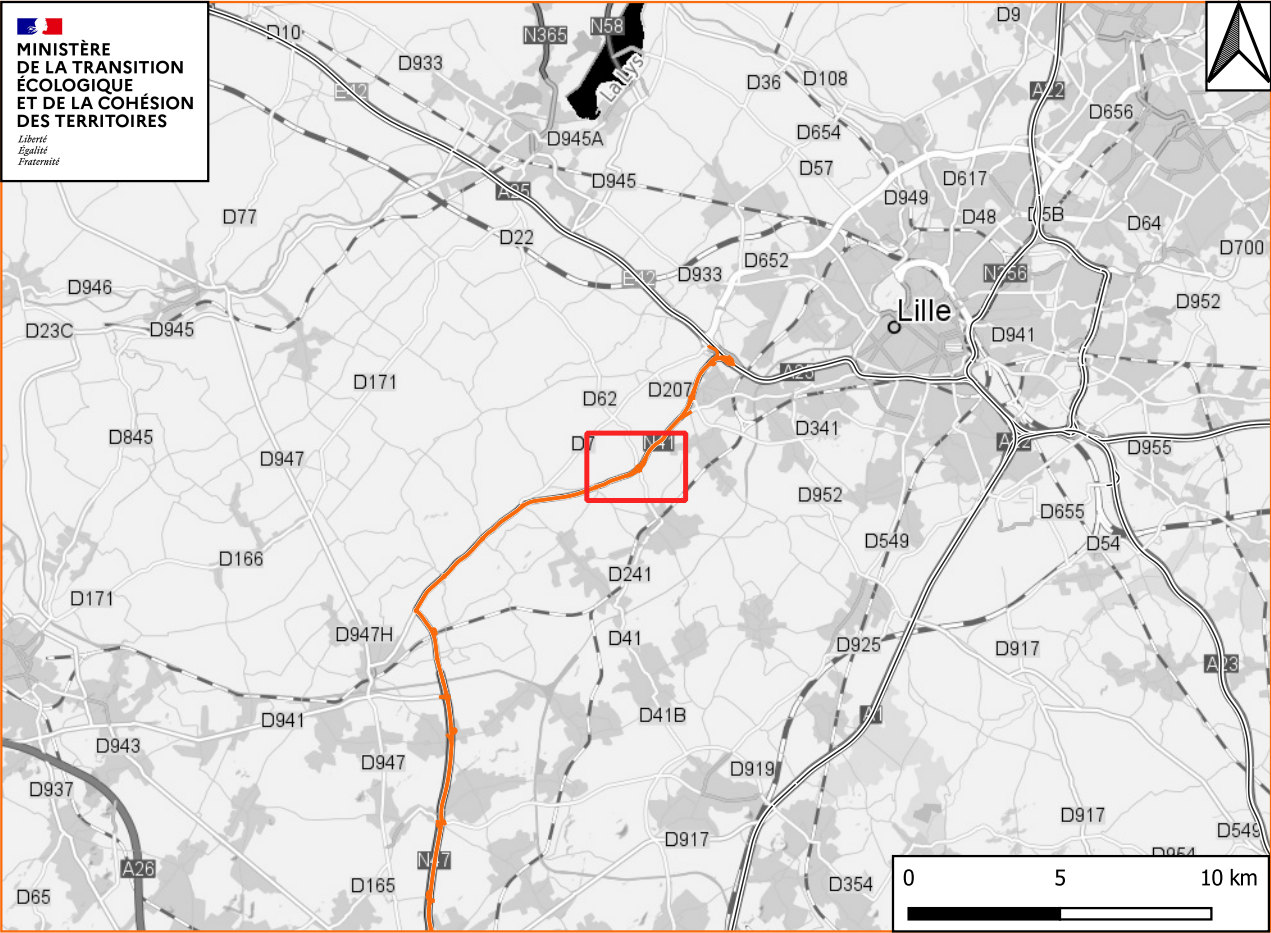 MINISTÈRE
DE LA TRANSITION
ÉCOLOGIQUE
ET DE LA COHÉSION
DES TERRITOIRES
Liberté
Égalité
Fraternité
D10
N365
N58
D9
D933
La Lys
D36
D108
E42
A22
D656
D945A
D654
D57
D945
D617
A25
D949
D77
D48
D5B
D64
D22
D700
D652
E42
D933
N356
D946
D952
Lille
D23C
D945
D941
A25
D171
D207
D62
D341
D845
D7
N41
A22
D955
D947
D952
D655
D549
D54
D166
D241
D171
D947H
D41
D925
D917
A23
D41B
A1
D941
D943
D947
D919
D937
D917
D549
D917
D954
N47
A26
D165
D354
D65
0 5 10 km